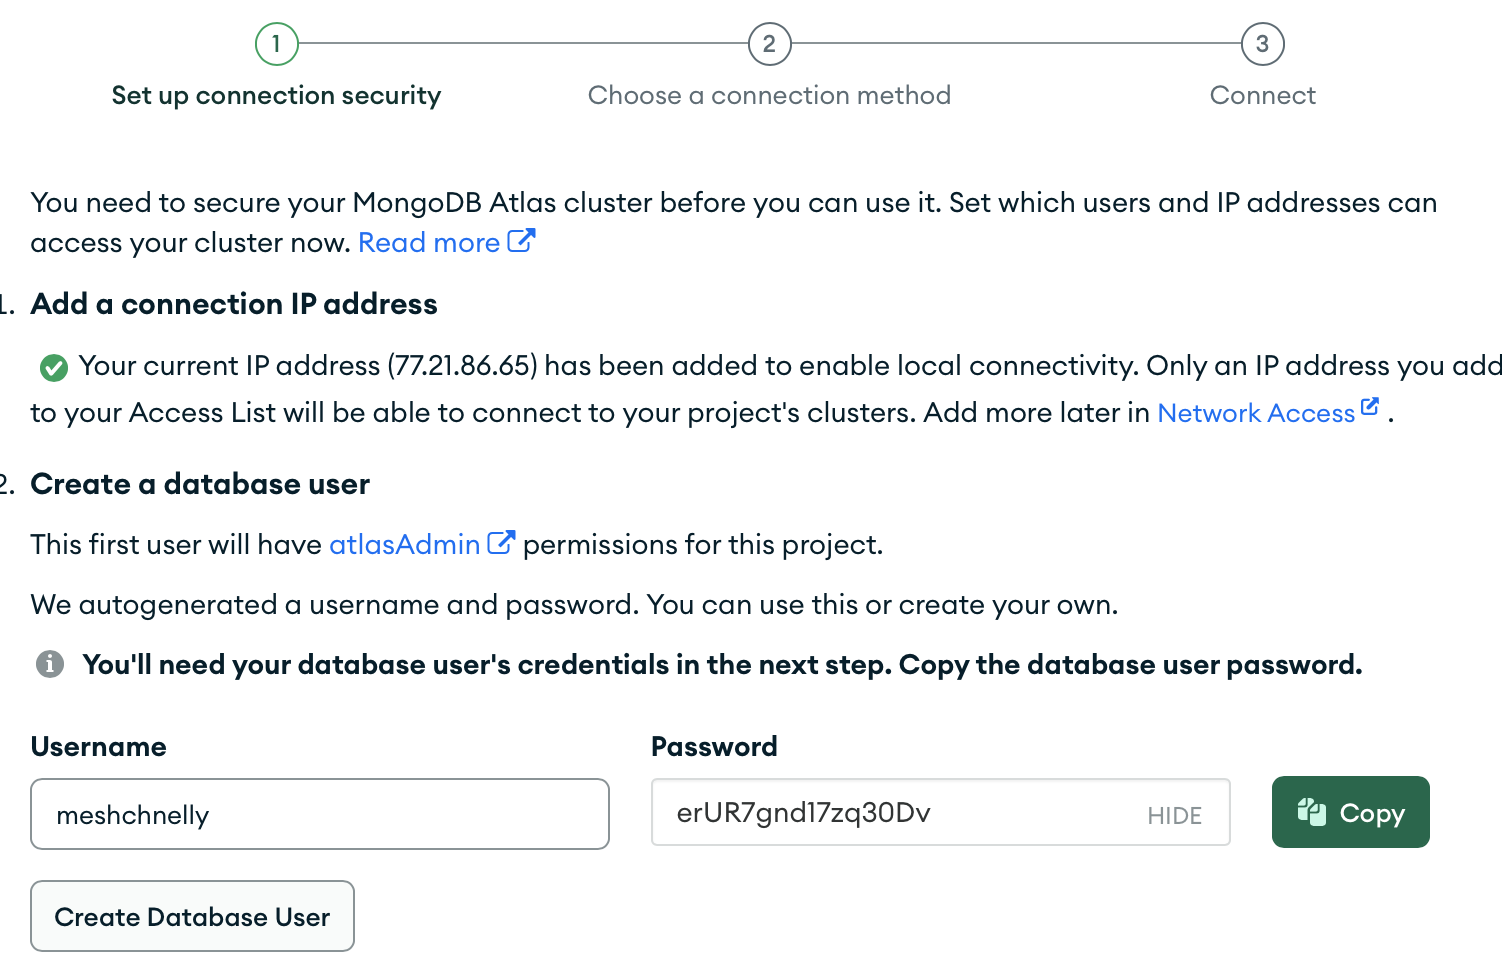 1
2
3
Set up connection security
Choose a connection method
Connect
You need to secure your MongoDB Atlas cluster before you can use it. Set which users and IP addresses can
access your cluster now. Read more
1. Add a connection IP address
Your current IP address (77.21.86.65) has been added to enable local connectivity. Only an IP address you add
to your Access List will be able to connect to your project's clusters. Add more later in Network Access .
2. Create a database user
This first user will have atlasAdmin permissions for this project.
We autogenerated a username and password. You can use this or create your own.
You'll need your database user's credentials in the next step. Copy the database user password.
Username
Password
meshchnelly
erUR7gnd17zq30Dv
HIDE
Copy
Create Database User